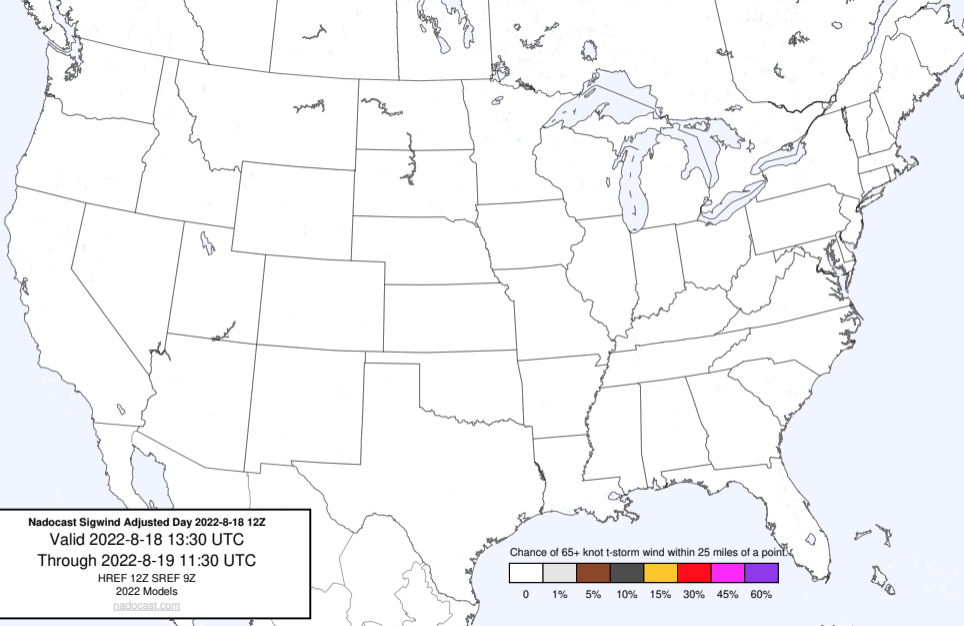 Nadocast Sigwind Adjusted Day 2022-8-18 12Z
Valid 2022-8-18 13:30 UTC
Through 2022-8-19 11:30 UTC
HREF 12Z SREF 9Z
2022 Models
nadocast.com
Chance of 65+ knot t-storm wind within 25 miles of a point.
0 1% 5% 10% 15% 30% 45% 60%